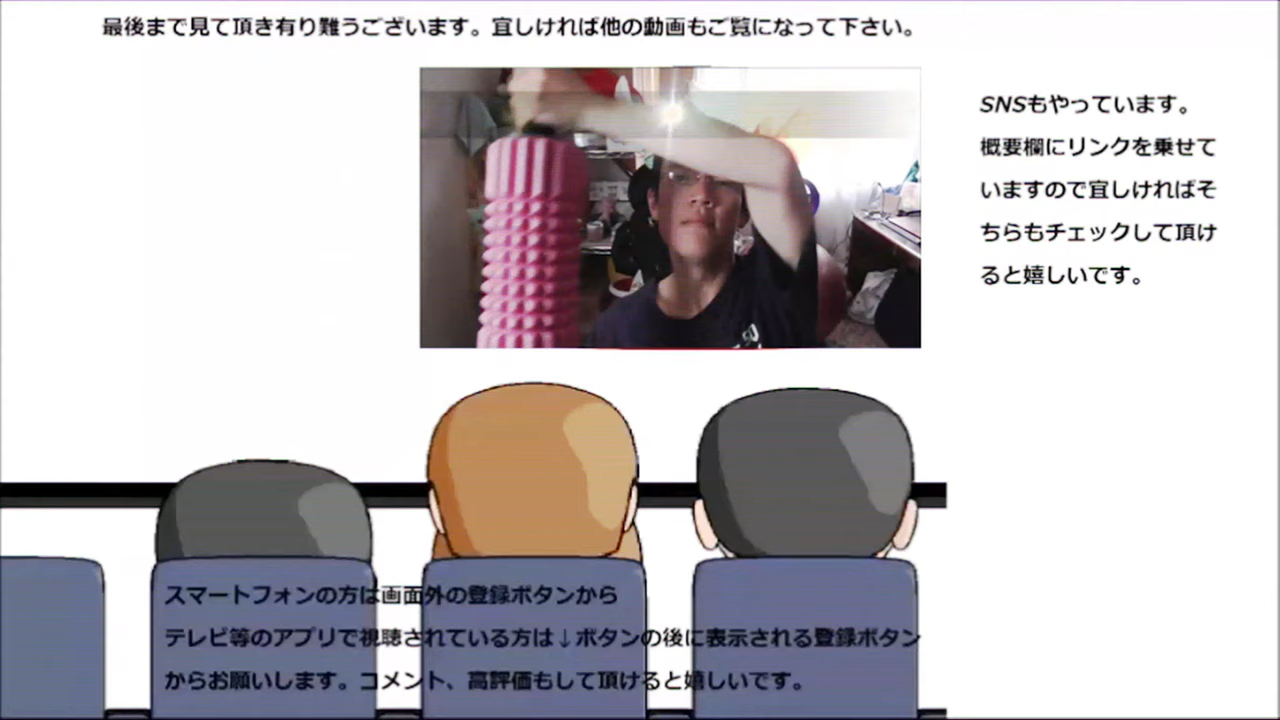 最後まで見て頂き有り難うございます。宜しければ他の動画もご覧になって下さい。
SNSもやっています。
概要欄にリンクを乗せて
いますので宜しければそ
ちらもチェックして頂け
ると嬉しいです。
スマートフォンの方は画面外の登録ボタンから
テレビ等のアプリで視聴されている方は↓ボタンの後に表示される登録ボタン
からお願いします。コメント、高評価もして頂けると嬉しいです。